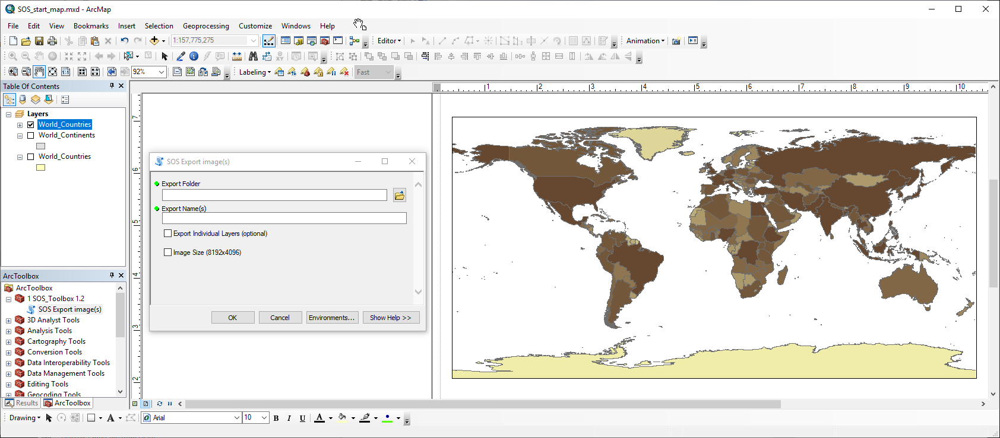 SOS_start_map.mxd - ArcMap
File Edit View Bookmarks Insert Selection Geoprocessing Customize Windows Help
1:157,775,275 Editor Animation
92% 1:1 Labeling Fast
Table Of Contents
Layers
World_Countries
World_Continents
World_Countries
ArcToolbox
ArcToolbox
1 SOS_Toolbox 1.2
SOS Export image(s)
3D Analyst Tools
Analysis Tools
Cartography Tools
Conversion Tools
Data Interoperability Tools
Data Management Tools
Editing Tools
Geocoding Tools
Results ArcToolbox
1 2 3 4 5 6 7 8 9 10
7
6
5
4
3
2
SOS Export image(s)
Export Folder
Export Name(s)
Export Individual Layers (optional)
Image Size (8192x4096)
OK Cancel Environments... Show Help >>
Drawing A Arial 10 B I U A